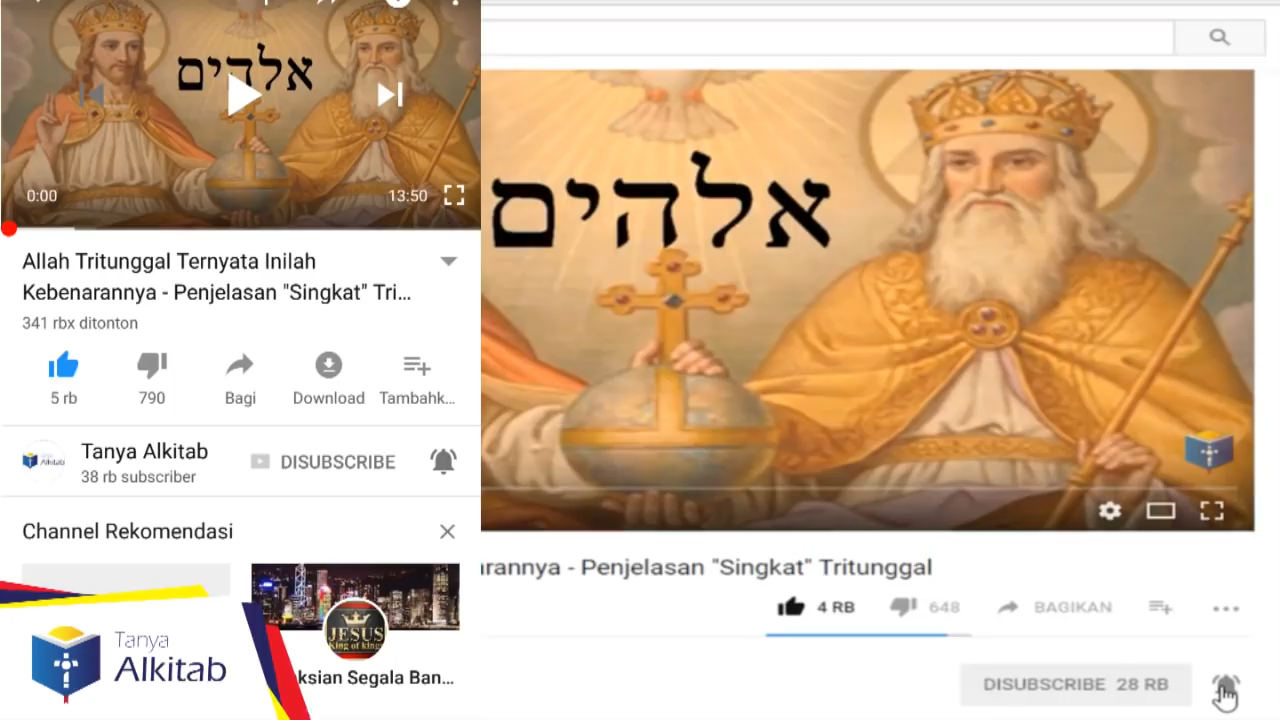 אלהים
0:00
13:50
Allah Tritunggal Ternyata Inilah
Kebenarannya - Penjelasan "Singkat" Tri...
341 rbx ditonton
5 rb
790
Bagi
Download
Tambahk...
Tanya Alkitab
38 rb subscriber
DISUBSCRIBE
Channel Rekomendasi
JESUS
King of kings
ksian Segala Ban...
Tanya
Alkitab
אלהים
rannya - Penjelasan "Singkat" Tritunggal
4 RB
648
BAGIKAN
DISUBSCRIBE 28 RB